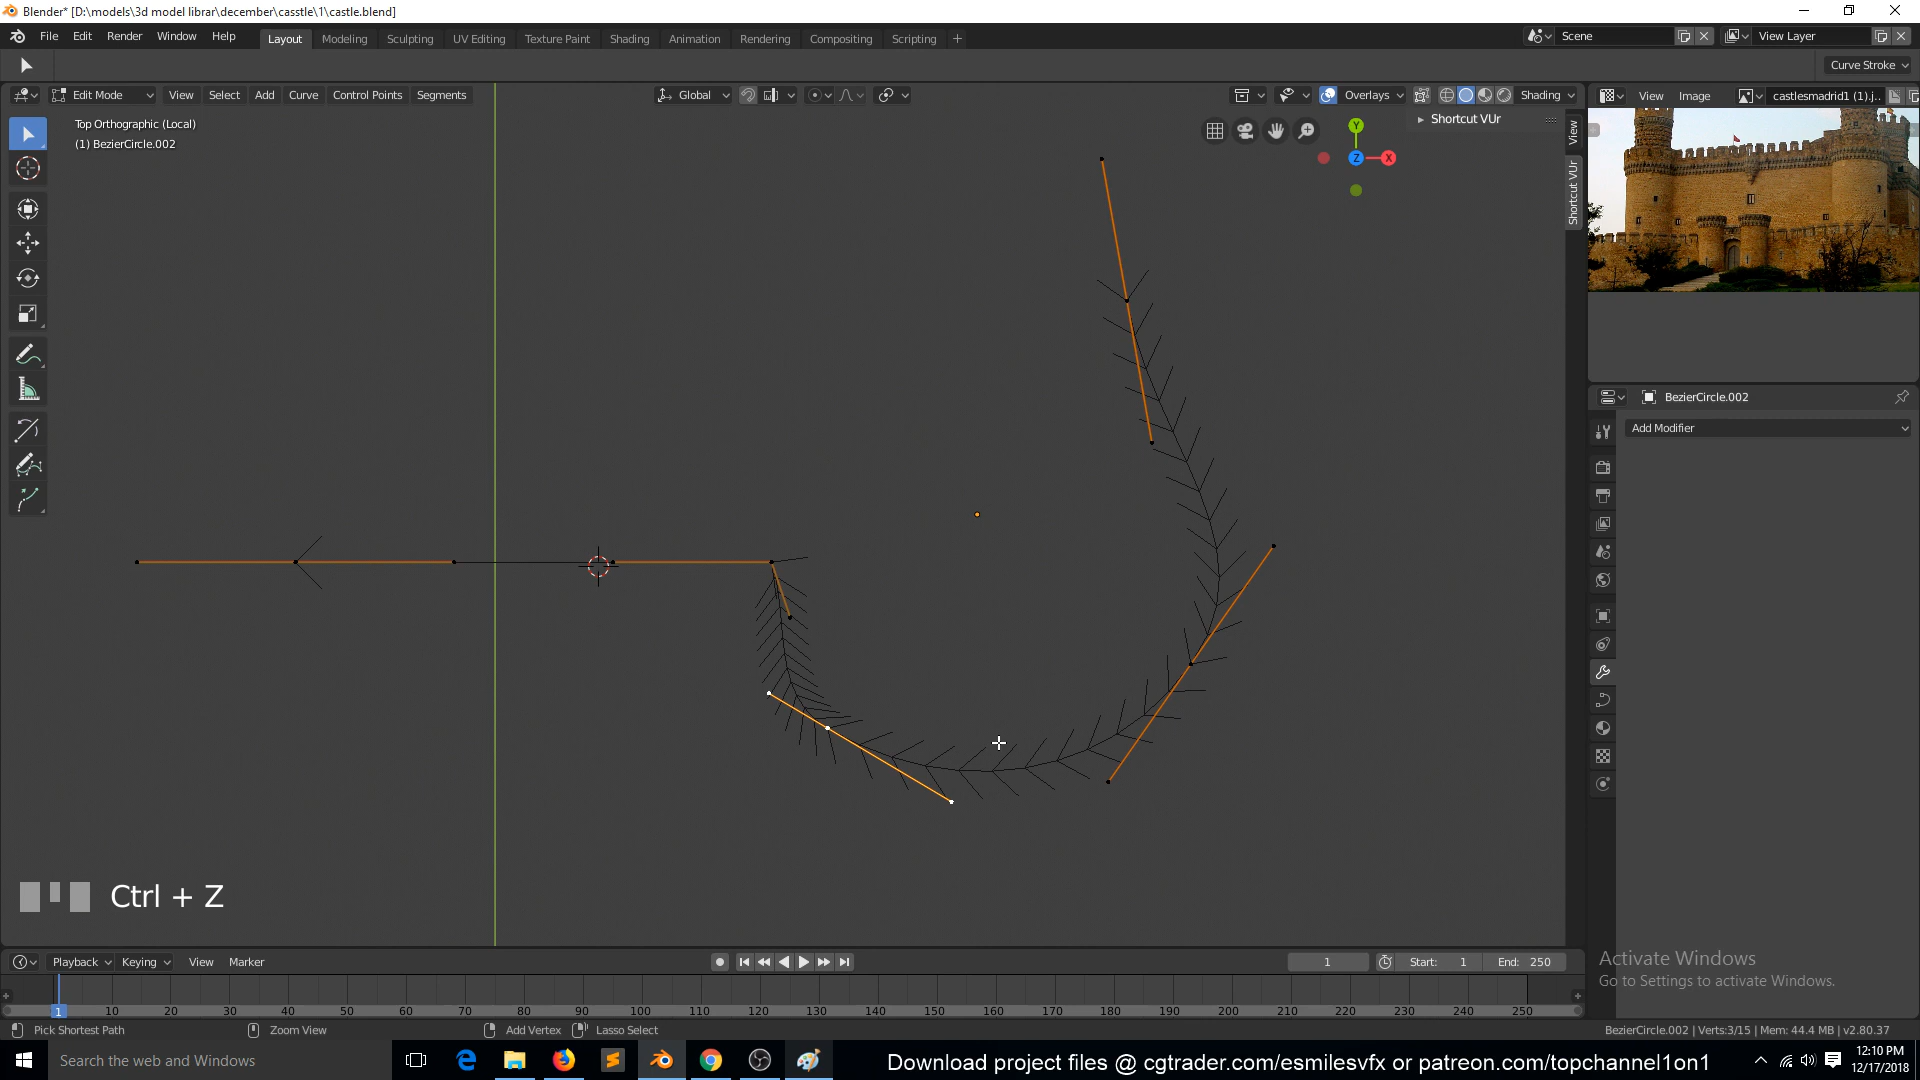 Blender* [D:\models\3d model librar\december\casstle\1\castle.blend]
File Edit Render Window Help Layout Modeling Sculpting UV Editing Texture Paint Shading Animation Rendering Compositing Scripting + Scene View Layer
Curve Stroke
Edit Mode View Select Add Curve Control Points Segments Global Overlays Shading View Image castlesmadrid1 (1).j..
Top Orthographic (Local)
(1) BezierCircle.002
Shortcut VUr
Y
Z
X
View
Shortcut VUr
BezierCircle.002
Add Modifier
Ctrl + Z
Activate Windows
Go to Settings to activate Windows.
Playback Keying View Marker 1 Start: 1 End: 250
1 10 20 30 40 50 60 70 80 90 100 110 120 130 140 150 160 170 180 190 200 210 220 230 240 250
Pick Shortest Path Zoom View Add Vertex Lasso Select BezierCircle.002 | Verts:3/15 | Mem: 44.4 MB | v2.80.37
Search the web and Windows
Download project files @ cgtrader.com/esmilesvfx or patreon.com/topchannel1on1
12:10 PM
12/17/2018